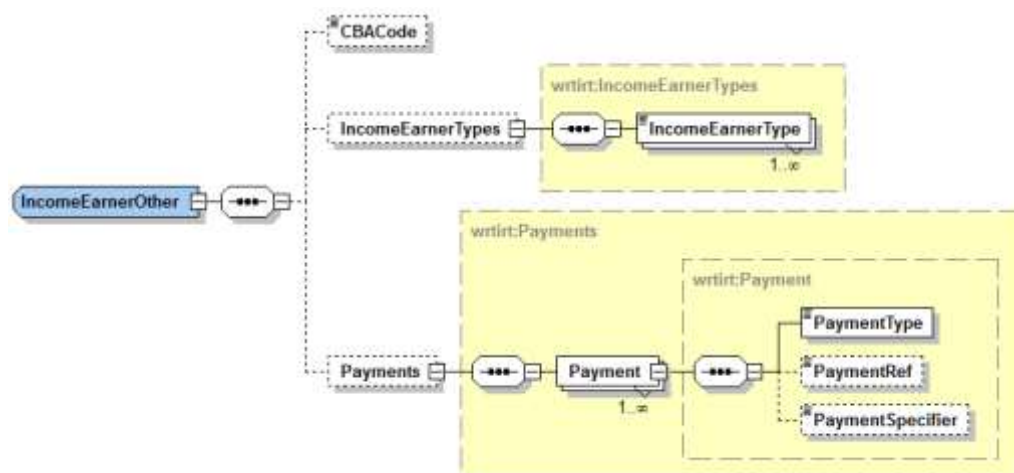 CBACode
wrtirt:IncomeEarnerTypes
IncomeEarnerTypes
IncomeEarnerType
1..∞
IncomeEarnerOther
wrtirt:Payments
wrtirt:Payment
PaymentType
Payments
Payment
PaymentRef
1..∞
PaymentSpecifier